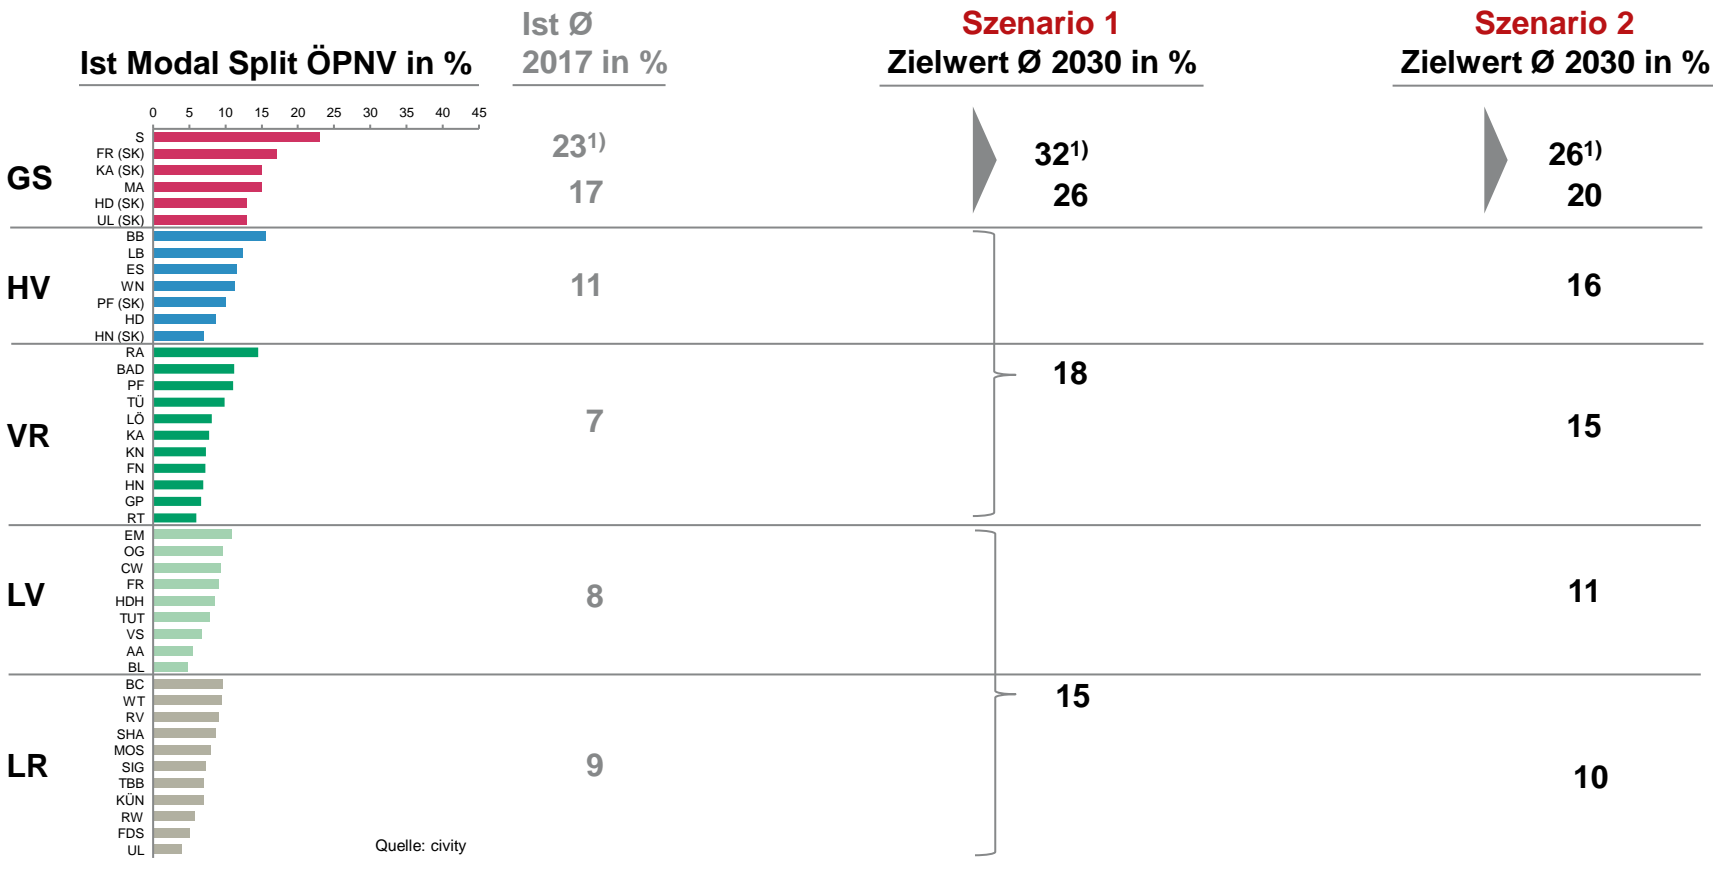 Ist Ø
2017 in %
Szenario 1
Zielwert Ø 2030 in %
Szenario 2
Zielwert Ø 2030 in %
Ist Modal Split ÖPNV in %
0 5 10 15 20 25 30 35 40 45
GS
S
FR (SK)
KA (SK)
MA
HD (SK)
UL (SK)
23¹⁾
17
32¹⁾
26
26¹⁾
20
HV
BB
LB
ES
WN
PF (SK)
HD
HN (SK)
11
16
VR
RA
BAD
PF
TÜ
LÖ
KA
KN
FN
HN
GP
RT
7
18
15
LV
EM
OG
CW
FR
HDH
TUT
VS
AA
BL
8
11
LR
BC
WT
RV
SHA
MOS
SIG
TBB
KÜN
RW
FDS
UL
9
15
10
Quelle: civity